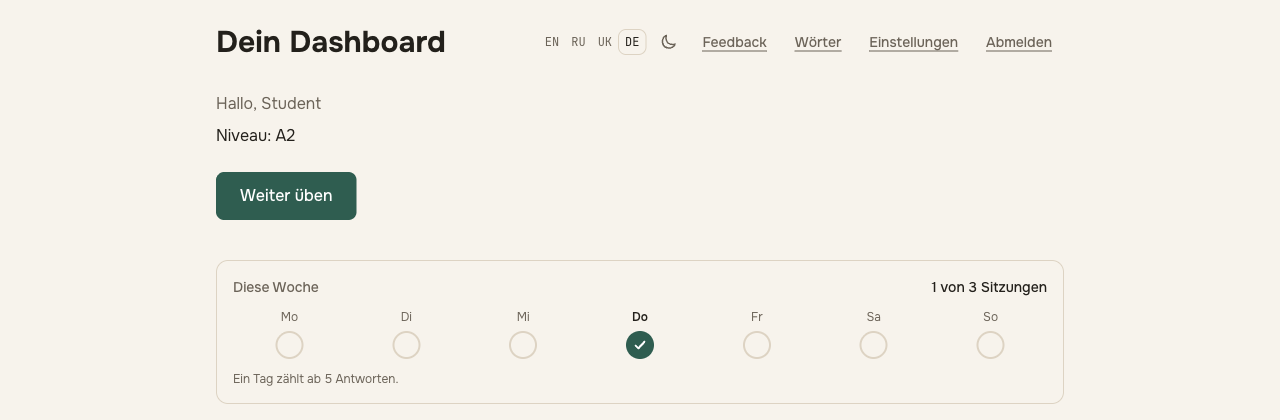 Dein Dashboard
EN RU UK DE Feedback Wörter Einstellungen Abmelden
Hallo, Student
Niveau: A2
Weiter üben
Diese Woche 1 von 3 Sitzungen
Mo Di Mi Do Fr Sa So
Ein Tag zählt ab 5 Antworten.